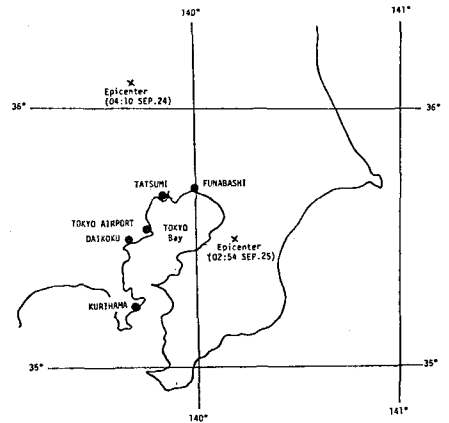 140°
141°
Epicenter
(04:10 SEP.24)
36°
36°
TATSUMI
FUNABASHI
TOKYO AIRPORT
TOKYO
DAIKOKU
Bay
Epicenter
(02:54 SEP.25)
KURIHAMA
35°
35°
140°
141°